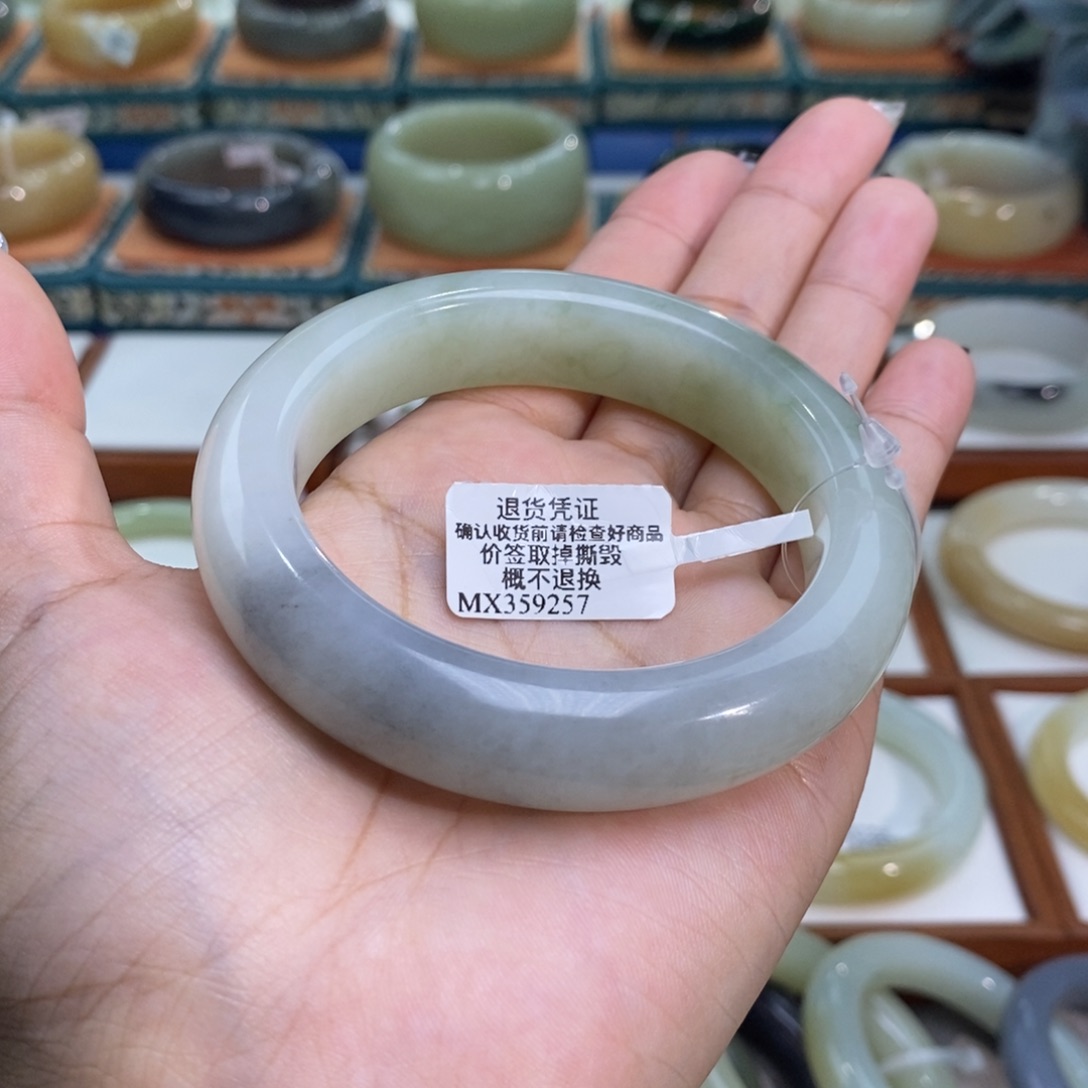 退货凭证
确认收货前请检查好商品
价签取掉撕毁
概不退换
MX359257